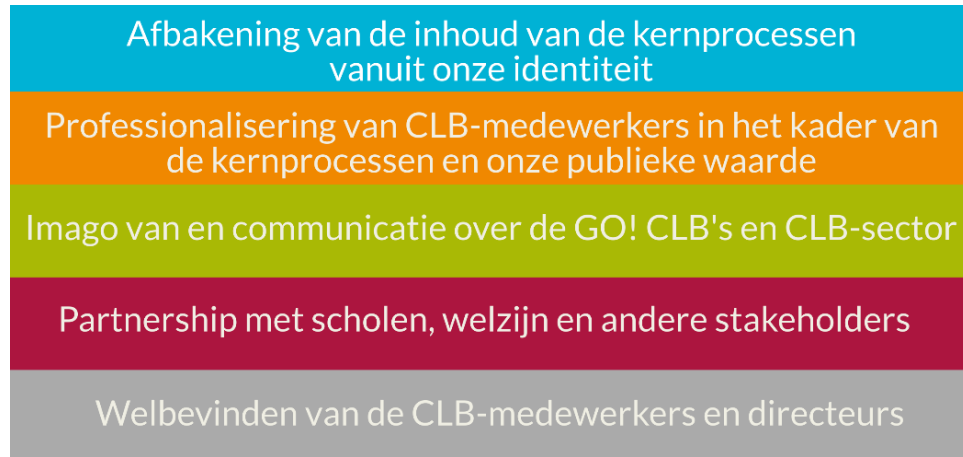 Afbakening van de inhoud van de kernprocessen
vanuit onze identiteit
Professionalisering van CLB-medewerkers in het kader van
de kernprocessen en onze publieke waarde
Imago van en communicatie over de GO! CLB's en CLB-sector
Partnership met scholen, welzijn en andere stakeholders
Welbevinden van de CLB-medewerkers en directeurs